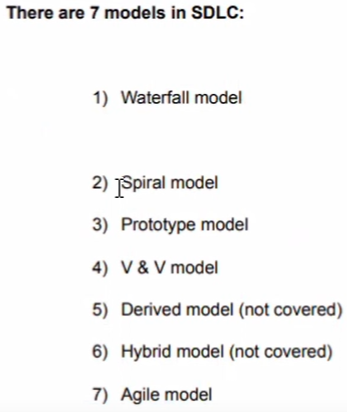 There are 7 models in SDLC:
1) Waterfall model
2) Spiral model
3) Prototype model
4) V & V model
5) Derived model (not covered)
6) Hybrid model (not covered)
7) Agile model